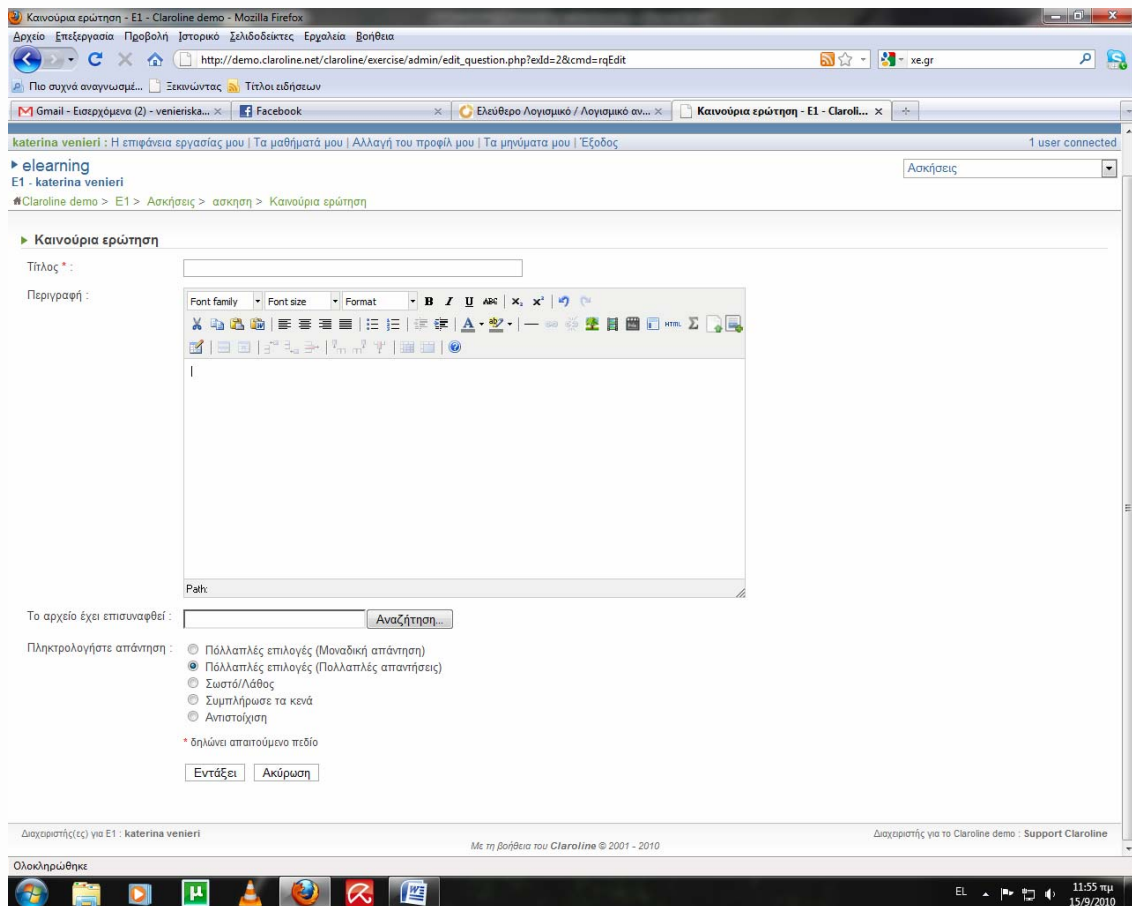 Καινούρια ερώτηση - E1 - Claroline demo - Mozilla Firefox
Αρχείο Επεξεργασία Προβολή Ιστορικό Σελιδοδείκτες Εργαλεία Βοήθεια
http://demo.claroline.net/claroline/exercise/admin/edit_question.php?exId=2&cmd=rqEdit xe.gr
Πιο συχνά αναγνωσμέ... Ξεκινώντας Τίτλοι ειδήσεων
Gmail - Εισερχόμενα (2) - venieriska... Facebook Ελεύθερο Λογισμικό / Λογισμικό αν... Καινούρια ερώτηση - E1 - Claroli...
katerina venieri : Η επιφάνεια εργασίας μου | Τα μαθήματά μου | Αλλαγή του προφίλ μου | Τα μηνύματα μου | Έξοδος 1 user connected
elearning Ασκήσεις
E1 - katerina venieri
Claroline demo > E1 > Ασκήσεις > ασκηση > Καινούρια ερώτηση
Καινούρια ερώτηση
Τίτλος * :
Περιγραφή :
Font family Font size Format B I U ABC X₂ X²
A ab HTML Σ
Path:
Το αρχείο έχει επισυναφθεί : Αναζήτηση...
Πληκτρολογήστε απάντηση : Πόλλαπλές επιλογές (Μοναδική απάντηση)
Πόλλαπλές επιλογές (Πολλαπλές απαντήσεις)
Σωστό/Λάθος
Συμπλήρωσε τα κενά
Αντιστοίχιση
* δηλώνει απαιτούμενο πεδίο
Εντάξει Ακύρωση
Διαχειριστής(ες) για E1 : katerina venieri Διαχειριστής για το Claroline demo : Support Claroline
Με τη βοήθεια του Claroline © 2001 - 2010
Ολοκληρώθηκε
EL 11:55 πμ
15/9/2010